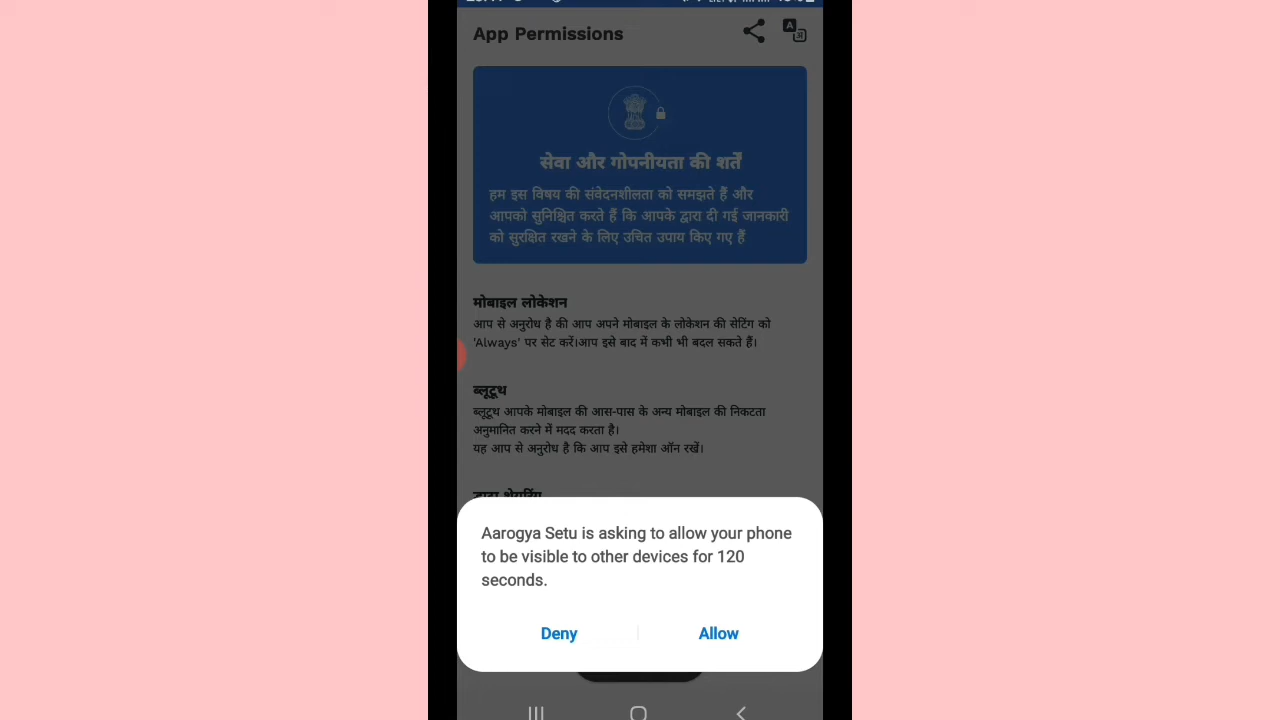 App Permissions
सेवा और गोपनीयता की शर्तें
हम इस विषय की संवेदनशीलता को समझते हैं और
आपको सुनिश्चित करते हैं कि आपके द्वारा दी गई जानकारी
को सुरक्षित रखने के लिए उचित उपाय किए गए हैं
मोबाइल लोकेशन
आप से अनुरोध है की आप अपने मोबाइल के लोकेशन की सेटिंग को
'Always' पर सेट करें।आप इसे बाद में कभी भी बदल सकते हैं।
ब्लूटूथ
ब्लूटूथ आपके मोबाइल की आस-पास के अन्य मोबाइल की निकटता
अनुमानित करने में मदद करता है।
यह आप से अनुरोध है कि आप इसे हमेशा ऑन रखें।
Aarogya Setu is asking to allow your phone
to be visible to other devices for 120
seconds.
Deny
Allow